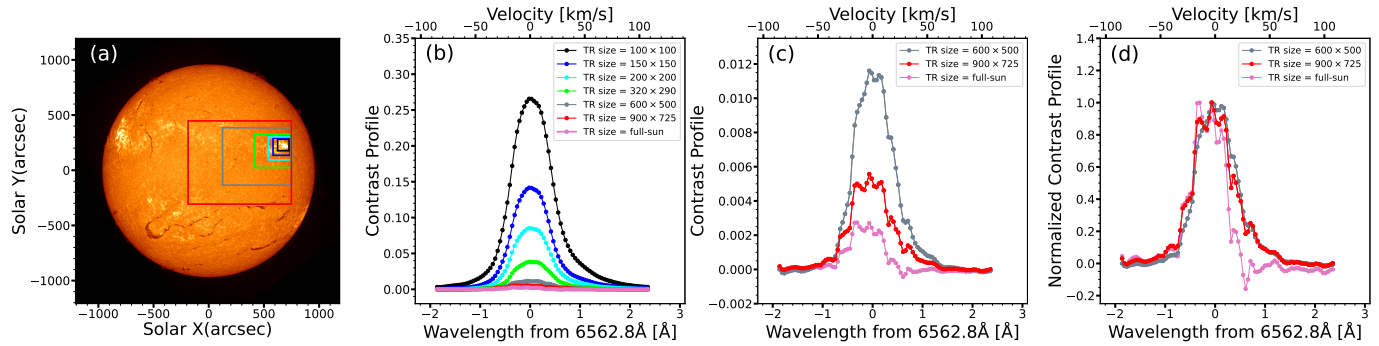 (a)
Solar Y(arcsec)
1000
500
0
−500
−1000
−1000 −500 0 500 1000
Solar X(arcsec)
Velocity [km/s]
−100 −50 0 50 100
(b)
Contrast Profile
0.35
0.30
0.25
0.20
0.15
0.10
0.05
0.00
TR size = 100 × 100
TR size = 150 × 150
TR size = 200 × 200
TR size = 320 × 290
TR size = 600 × 500
TR size = 900 × 725
TR size = full-sun
−2 −1 0 1 2 3
Wavelength from 6562.8Å [Å]
Velocity [km/s]
−100 −50 0 50 100
(c)
Contrast Profile
0.012
0.010
0.008
0.006
0.004
0.002
0.000
−0.002
TR size = 600 × 500
TR size = 900 × 725
TR size = full-sun
−2 −1 0 1 2 3
Wavelength from 6562.8Å [Å]
Velocity [km/s]
−100 −50 0 50 100
(d)
Normalized Contrast Profile
1.4
1.2
1.0
0.8
0.6
0.4
0.2
0.0
−0.2
TR size = 600 × 500
TR size = 900 × 725
TR size = full-sun
−2 −1 0 1 2 3
Wavelength from 6562.8Å [Å]